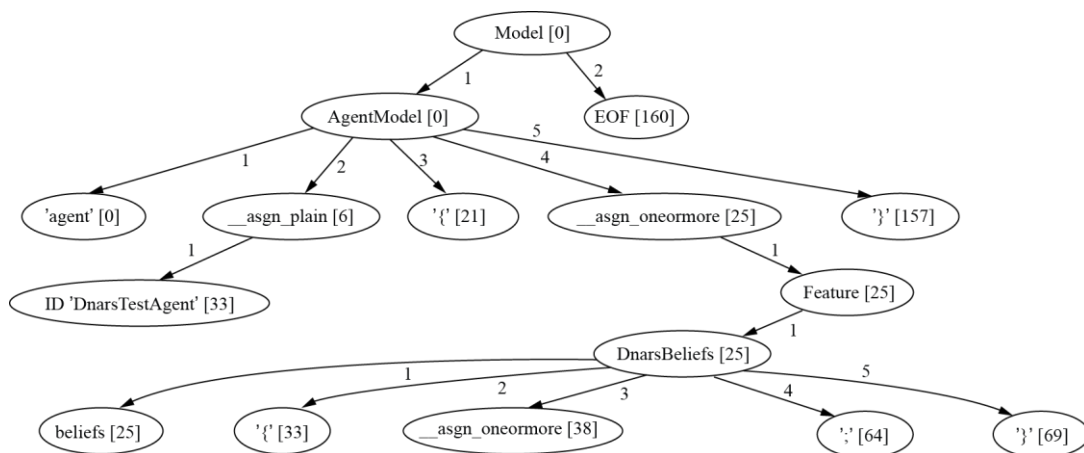 Model [0]
1
2
AgentModel [0]
EOF [160]
1
2
3
4
5
'agent' [0]
__asgn_plain [6]
'{' [21]
__asgn_oneormore [25]
'}' [157]
1
1
ID 'DnarsTestAgent' [33]
Feature [25]
1
DnarsBeliefs [25]
1
2
3
4
5
beliefs [25]
'{' [33]
__asgn_oneormore [38]
';' [64]
'}' [69]